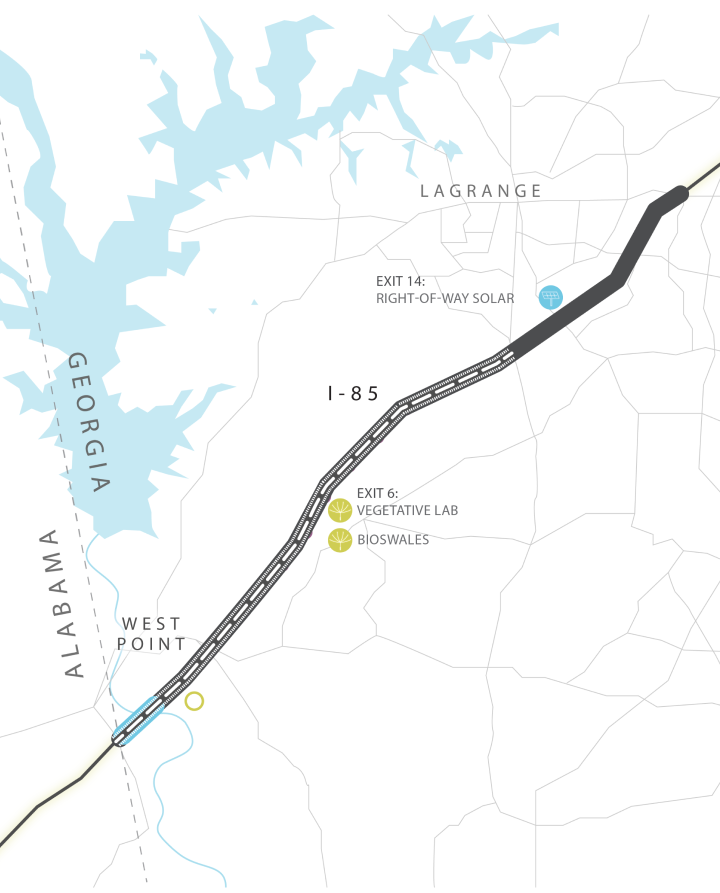 LAGRANGE
EXIT 14:
RIGHT-OF-WAY SOLAR
GEORGIA
I-85
EXIT 6:
VEGETATIVE LAB
BIOSWALES
ALABAMA
WEST
POINT